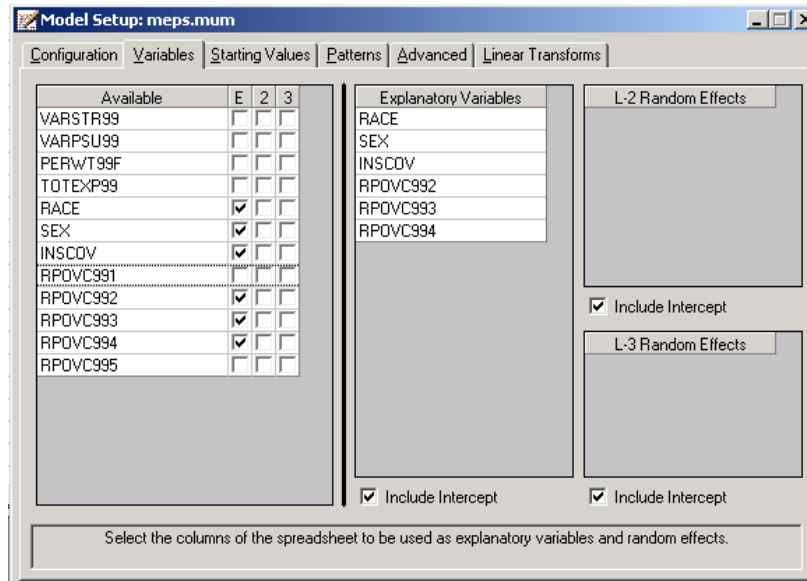 Model Setup: meps.mum
Configuration Variables Starting Values Patterns Advanced Linear Transforms
Available E 2 3
VARSTR99
VARPSU99
PERWT99F
TOTEXP99
RACE
SEX
INSCOV
RPOVC991
RPOVC992
RPOVC993
RPOVC994
RPOVC995
Explanatory Variables
RACE
SEX
INSCOV
RPOVC992
RPOVC993
RPOVC994
Include Intercept
L-2 Random Effects
Include Intercept
L-3 Random Effects
Include Intercept
Select the columns of the spreadsheet to be used as explanatory variables and random effects.